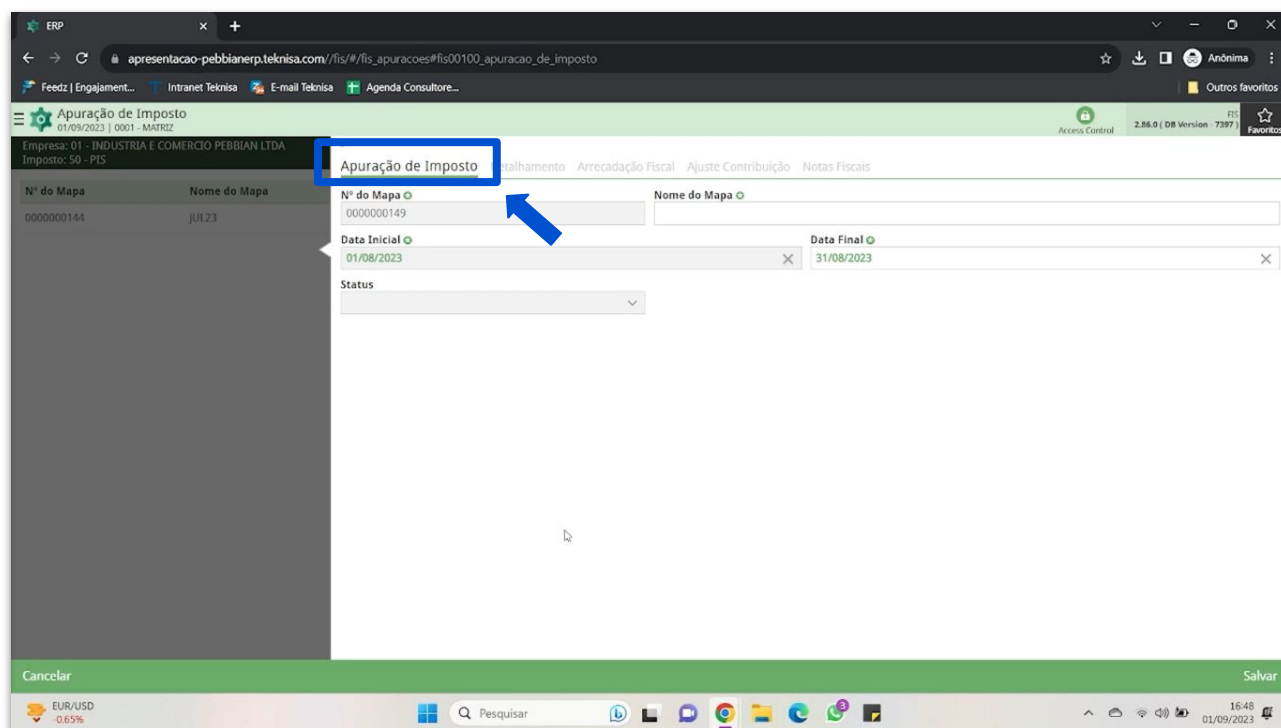 ERP
apresentacao-pebbianerp.teknisa.com//fis/#/fis_apuracoes#fis00100_apuracao_de_imposto
Anônima
Feedz | Engajament...
Intranet Teknisa
E-mail Teknisa
Agenda Consultore...
Outros favoritos
Apuração de Imposto
01/09/2023 | 0001 - MATRIZ
Access Control
FIS
2.86.0 ( DB Version - 7397 )
Favoritos
Empresa: 01 - INDUSTRIA E COMERCIO PEBBIAN LTDA
Imposto: 50 - PIS
Nº do Mapa Nome do Mapa
0000000144 JUL23
Apuração de Imposto Detalhamento Arrecadação Fiscal Ajuste Contribuição Notas Fiscais
Nº do Mapa Nome do Mapa
0000000149
Data Inicial Data Final
01/08/2023 31/08/2023
Status
Cancelar Salvar
EUR/USD
-0.65%
Pesquisar
3
16:48
01/09/2023